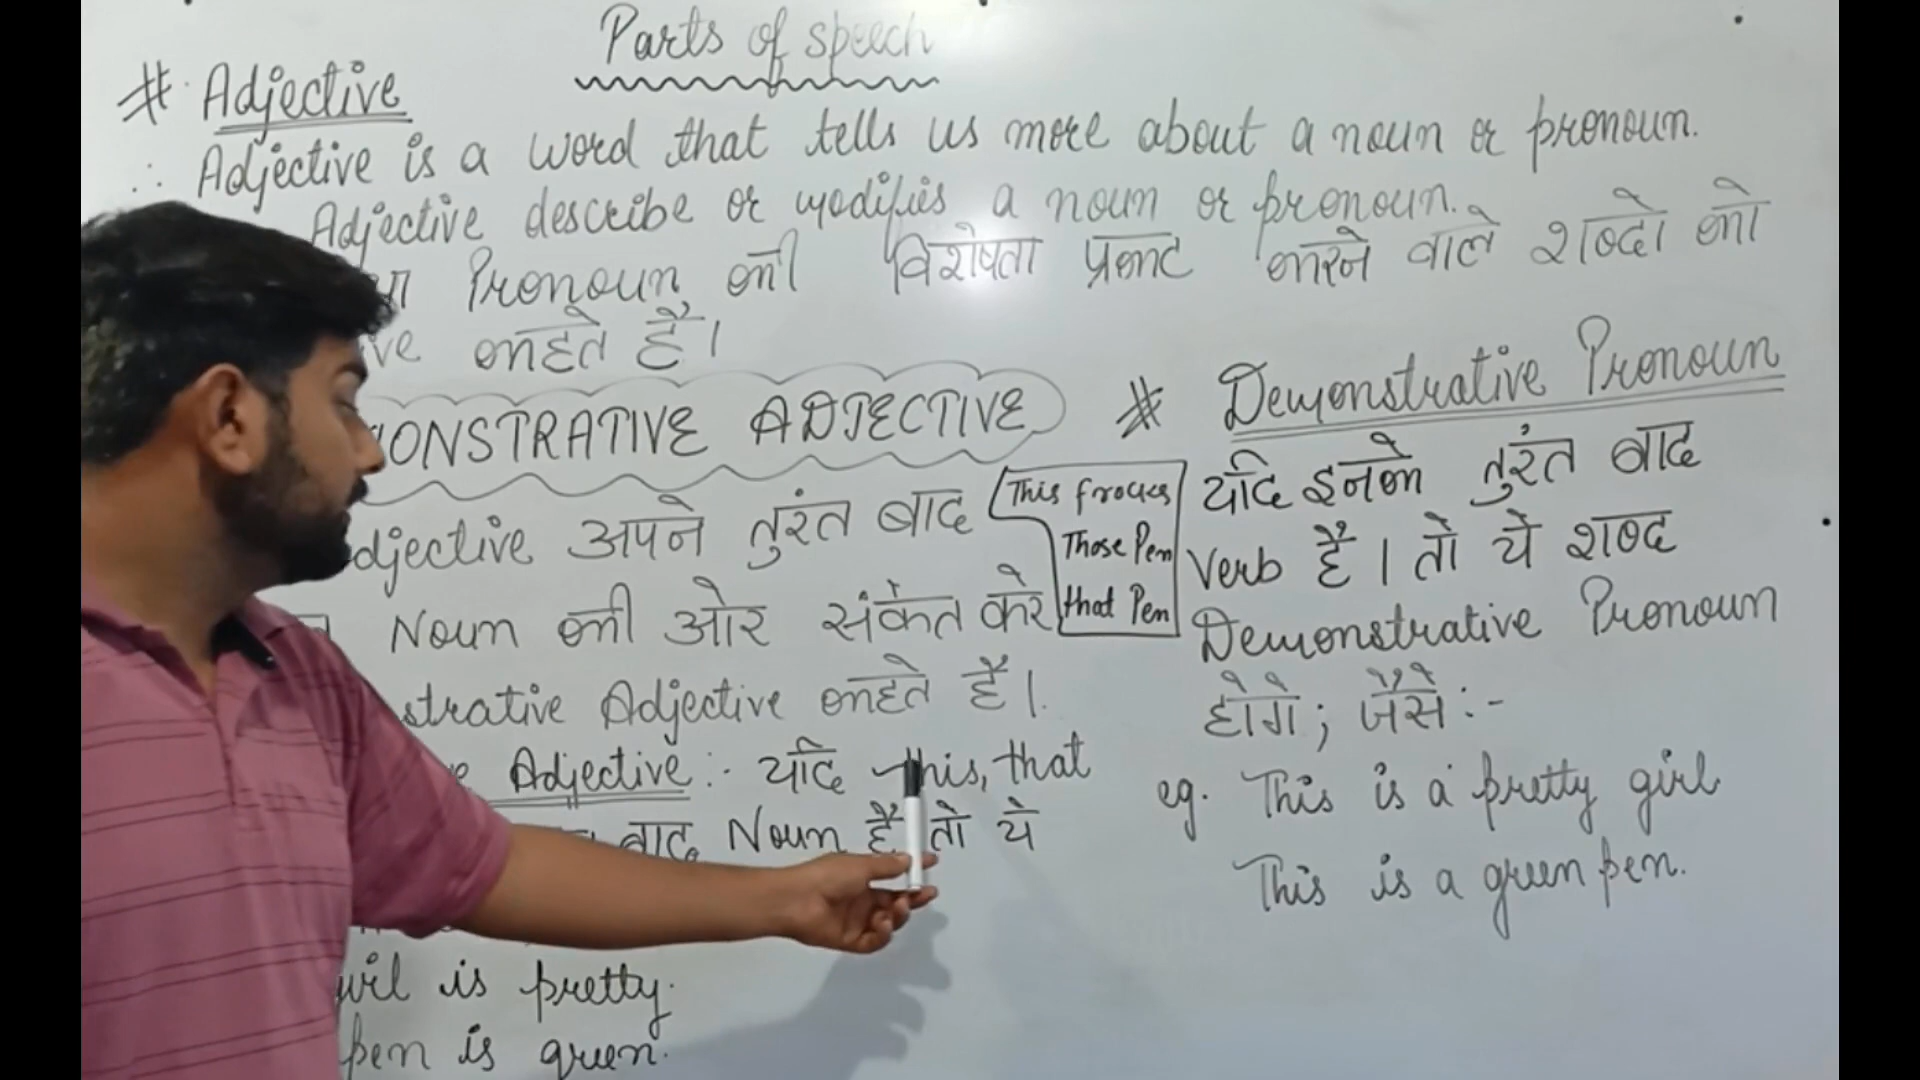 Parts of speech
# Adjective
∴ Adjective is a word that tells us more about a noun or pronoun.
Adjective describe or modifies a noun or pronoun.
Pronoun की विशेषता प्रकट करने वाले शब्दो को
ive कहते है।
ONSTRATIVE ADJECTIVE
djective अपने तुरंत बाद
Noun की ओर संकेत करे
strative Adjective कहते है।
Adjective :- यदि this, that
बाद Noun है तो ये
is pretty.
pen is green.
This frocks
Those Pen
that Pen
* Demonstrative Pronoun
यदि इनके तुरंत बाद
Verb है। तो ये शब्द
Demonstrative Pronoun
होगे; जैसे :-
eg. This is a pretty girl
This is a green pen.